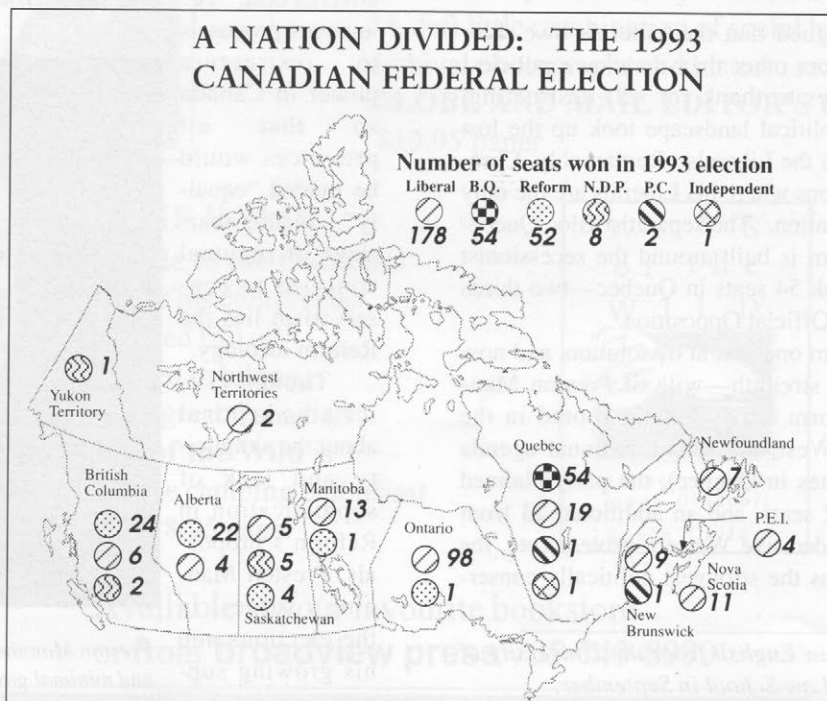 A NATION DIVIDED: THE 1993
CANADIAN FEDERAL ELECTION
Number of seats won in 1993 election
Liberal B.Q. Reform N.D.P. P.C. Independent
178 54 52 8 2 1
1
Yukon
Territory
Northwest
Territories
2
British
Columbia
24
6
2
Alberta
22
4
5
5
4
Saskatchewan
Manitoba
13
1
Ontario
98
1
Quebec
54
19
1
1
Newfoundland
7
P.E.I.
4
Nova
Scotia
11
9
1
New
Brunswick